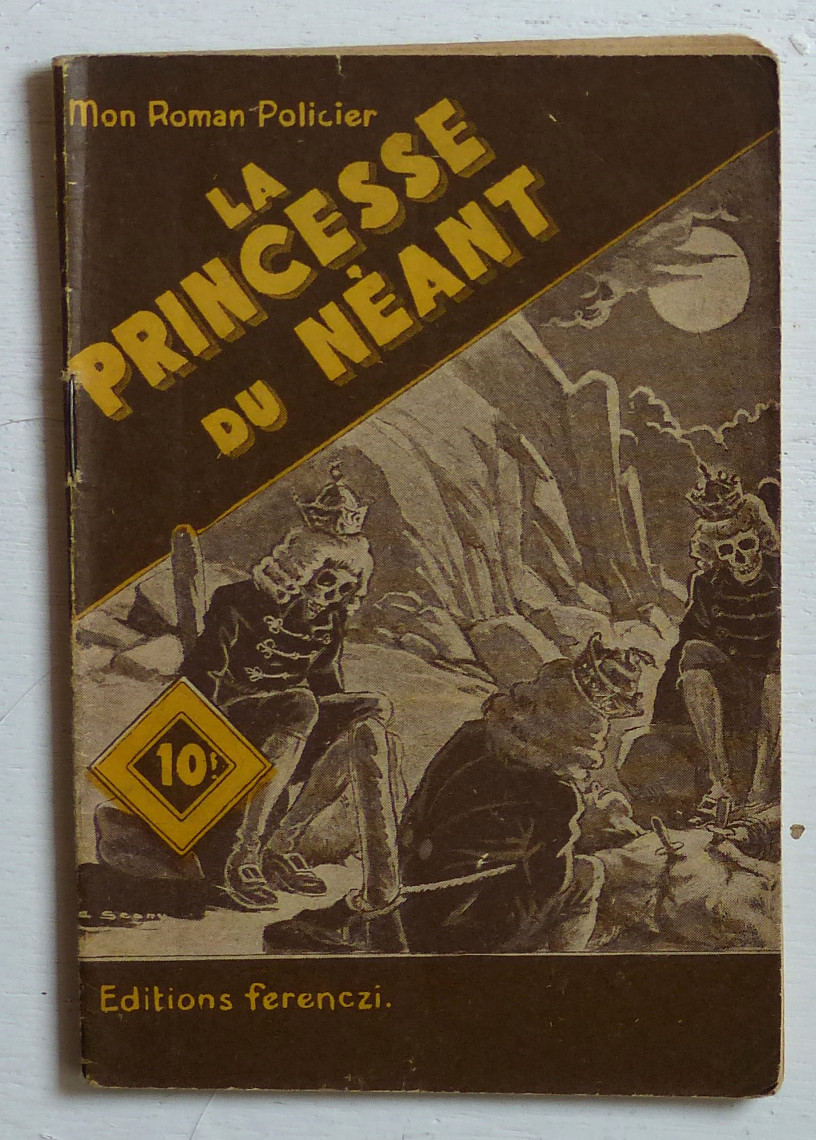 Mon Roman Policier
LA
PRINCESSE
DU NÉANT
10f.
Editions ferenczi.